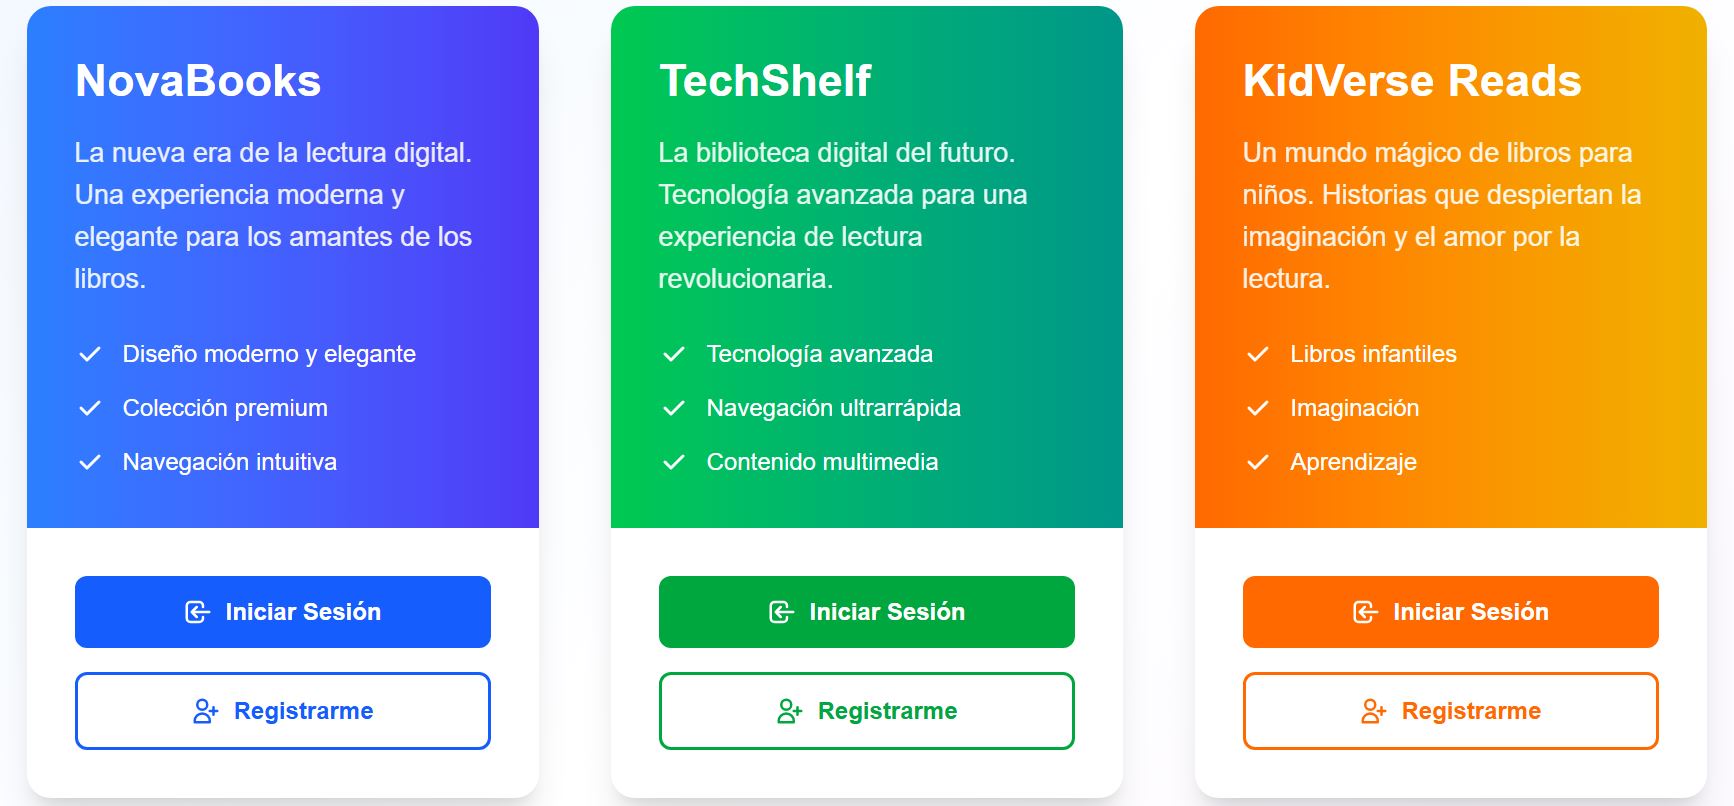 NovaBooks
La nueva era de la lectura digital.
Una experiencia moderna y
elegante para los amantes de los
libros.
Diseño moderno y elegante
Colección premium
Navegación intuitiva
Iniciar Sesión
Registrarme
TechShelf
La biblioteca digital del futuro.
Tecnología avanzada para una
experiencia de lectura
revolucionaria.
Tecnología avanzada
Navegación ultrarrápida
Contenido multimedia
Iniciar Sesión
Registrarme
KidVerse Reads
Un mundo mágico de libros para
niños. Historias que despiertan la
imaginación y el amor por la
lectura.
Libros infantiles
Imaginación
Aprendizaje
Iniciar Sesión
Registrarme